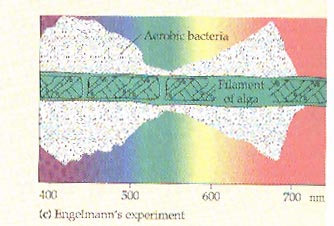 Aerobic bacteria
Filament
of alga
400 500 600 700 nm
(c) Engelmann's experiment